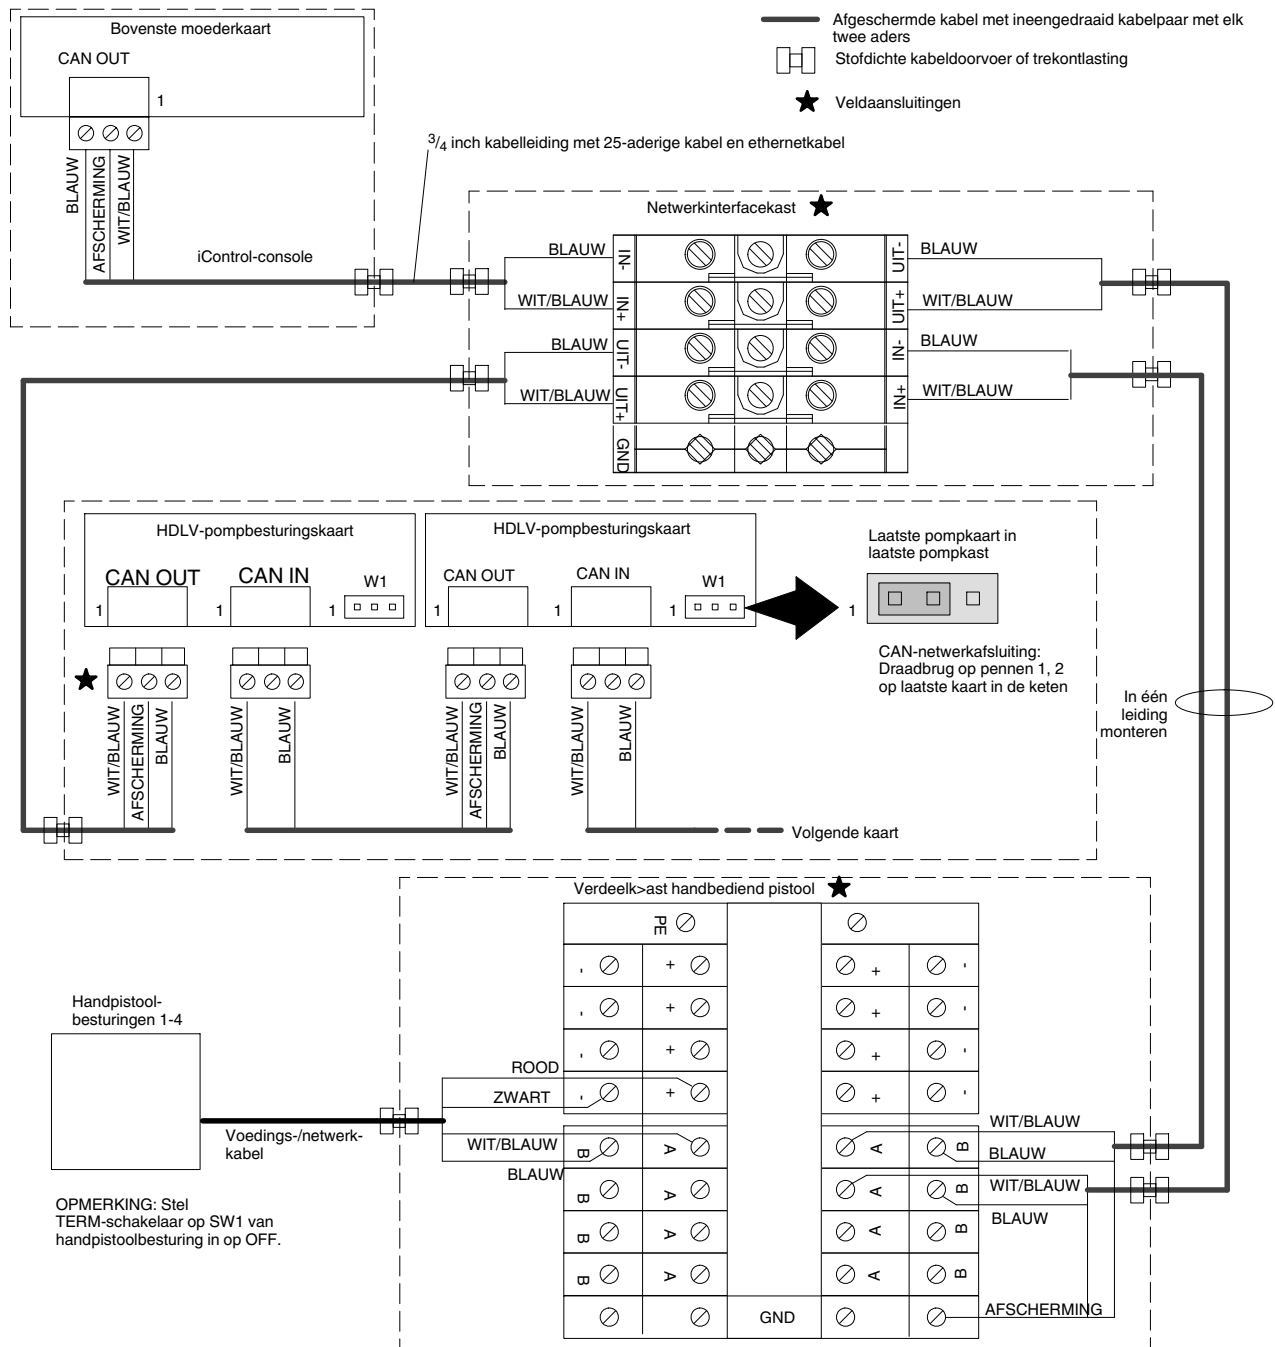 Bovenste moederkaart
CAN OUT
1
BLAUW
AFSCHERMING
WIT/BLAUW
iControl-console
Afgeschermde kabel met ineengedraaid kabelpaar met elk
twee aders
Stofdichte kabeldoorvoer of trekontlasting
Veldaansluitingen
3/4 inch kabelleiding met 25-aderige kabel en ethernetkabel
Netwerkinterfacekast
BLAUW
IN-
UIT-
BLAUW
WIT/BLAUW
IN+
UIT+
WIT/BLAUW
BLAUW
UIT-
IN-
BLAUW
WIT/BLAUW
UIT+
IN+
WIT/BLAUW
GND
HDLV-pompbesturingskaart
CAN OUT
CAN IN
W1
1
1
1
HDLV-pompbesturingskaart
CAN OUT
CAN IN
W1
1
1
1
Laatste pompkaart in
laatste pompkast
1
CAN-netwerkafsluiting:
Draadbrug op pennen 1, 2
op laatste kaart in de keten
WIT/BLAUW
AFSCHERMING
BLAUW
WIT/BLAUW
BLAUW
WIT/BLAUW
AFSCHERMING
BLAUW
WIT/BLAUW
BLAUW
Volgende kaart
In één
leiding
monteren
Verdeelk>ast handbediend pistool
PE
- + + -
- + + -
- + + -
- + + -
B A A B
B A A B
B A A B
B A A B
GND
Handpistool-
besturingen 1-4
ROOD
ZWART
WIT/BLAUW
BLAUW
Voedings-/netwerk-
kabel
WIT/BLAUW
BLAUW
WIT/BLAUW
BLAUW
AFSCHERMING
OPMERKING: Stel
TERM-schakelaar op SW1 van
handpistoolbesturing in op OFF.